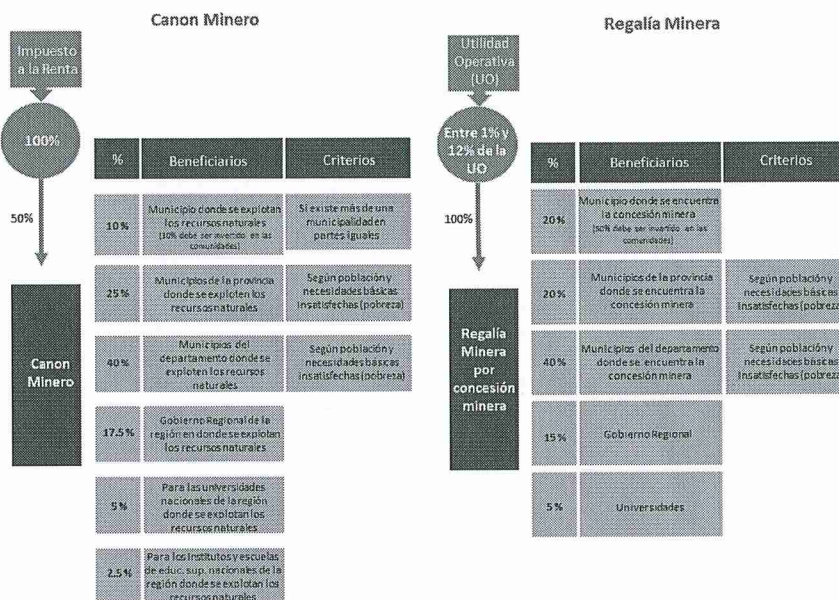 Canon Minero
Impuesto
a la Renta
100%
50%
Canon
Minero
%
Beneficiarios
Criterios
10%
Municipio donde se explotan
los recursos naturales
(30% debe ser invertido en las
comunidades)
Si existe más de una
municipalidad en
partes iguales
25%
Municipios de la provincia
donde se exploten los
recursos naturales
Según población y
necesidades básicas
Insatisfechas (pobreza)
40%
Municipios del
departamento donde se
exploten los recursos
naturales
Según población y
necesidades básicas
Insatisfechas (pobreza)
17.5%
Gobierno Regional de la
región en donde se explotan
los recursos naturales
5%
Para las universidades
nacionales de la región
donde se explotan los
recursos naturales
2.5%
Para los Institutos y escuelas
de educ. sup. nacionales de la
región donde se explotan los
recursos naturales
Regalía Minera
Utilidad
Operativa
(UO)
Entre 1% y
12% de la
UO
100%
Regalía
Minera
por
concesión
minera
%
Beneficiarios
Criterios
20%
Municipio donde se encuentra
la concesión minera
(50% debe ser invertido en las
comunidades)
20%
Municipios de la provincia
donde se encuentra la
concesión minera
Según población y
necesidades básicas
Insatisfechas (pobreza
40%
Municipios del departamento
donde se encuentra la
concesión minera
Según población y
necesidades básicas
Insatisfechas (pobreza
15%
Gobierno Regional
5%
Universidades